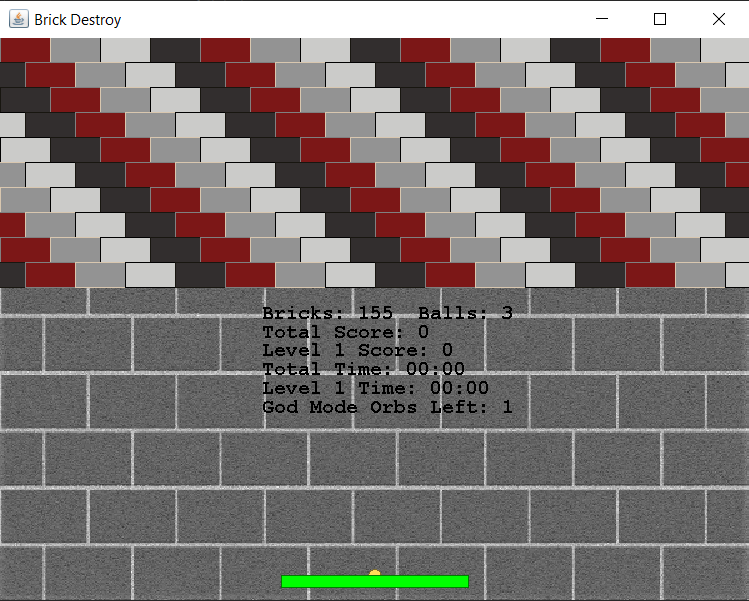 Brick Destroy
Bricks: 155  Balls: 3
Total Score: 0
Level 1 Score: 0
Total Time: 00:00
Level 1 Time: 00:00
God Mode Orbs Left: 1